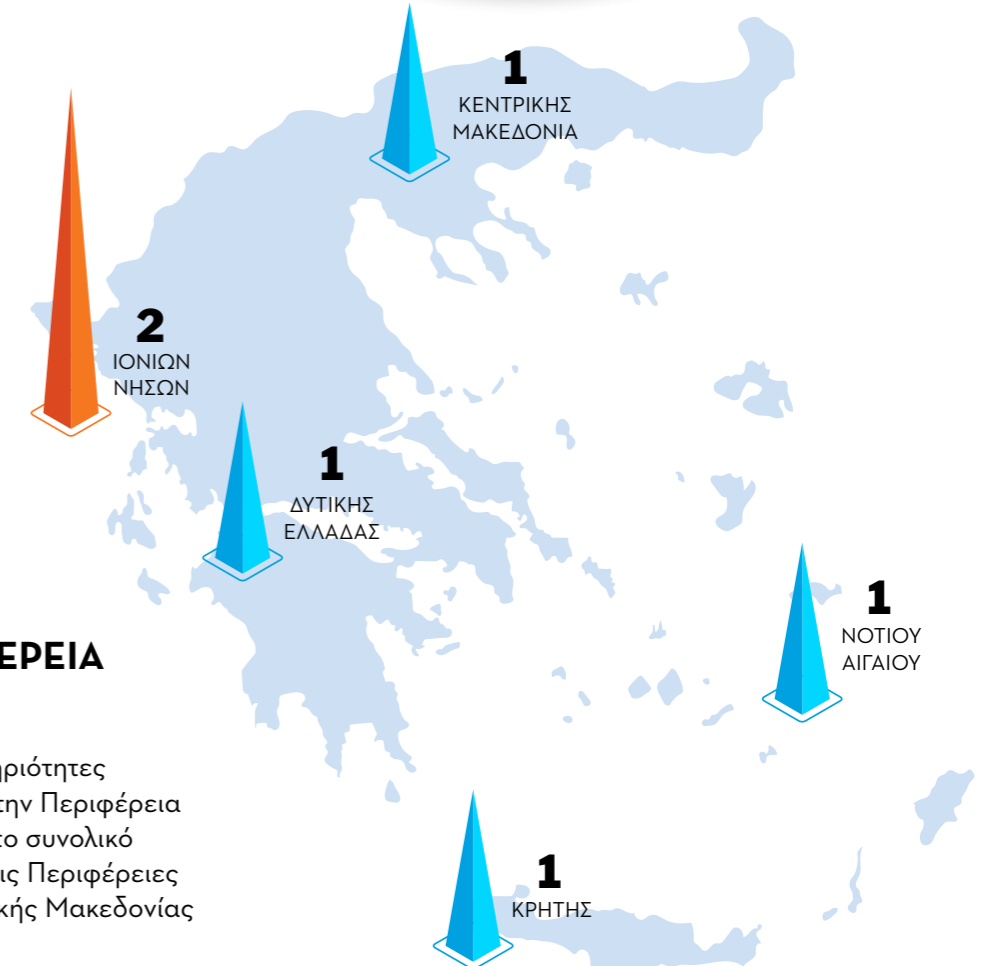 1
ΚΕΝΤΡΙΚΗΣ
ΜΑΚΕΔΟΝΙΑ
2
ΙΟΝΙΩΝ
ΝΗΣΩΝ
1
ΔΥΤΙΚΗΣ
ΕΛΛΑΔΑΣ
1
ΝΟΤΙΟΥ
ΑΙΓΑΙΟΥ
ΕΡΕΙΑ
ηριότητες
την Περιφέρεια
το συνολικό
ις Περιφέρειες
κής Μακεδονίας
1
ΚΡΗΤΗΣ